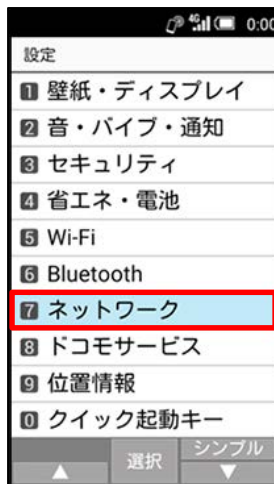 4G 0:00
設定
1 壁紙・ディスプレイ
2 音・バイブ・通知
3 セキュリティ
4 省エネ・電池
5 Wi-Fi
6 Bluetooth
7 ネットワーク
8 ドコモサービス
9 位置情報
0 クイック起動キー
▲ 選択 シンプル ▼